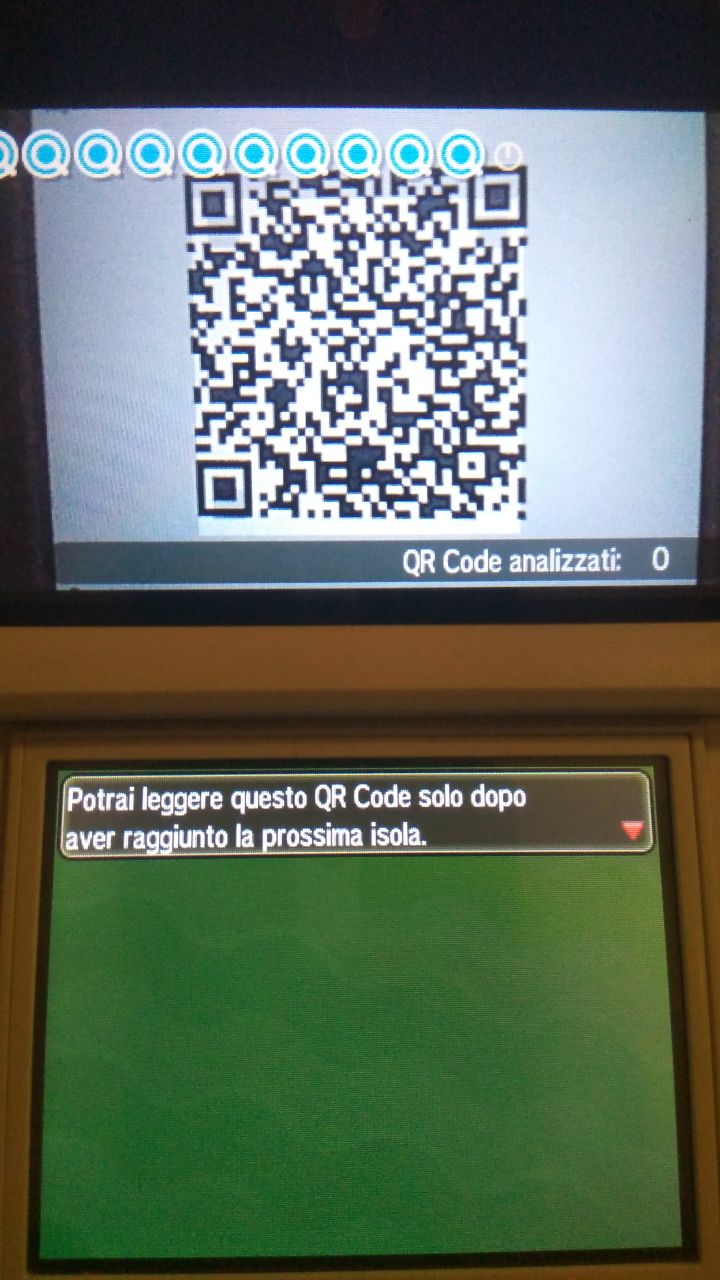 QR Code analizzati: 0
Potrai leggere questo QR Code solo dopo
aver raggiunto la prossima isola.